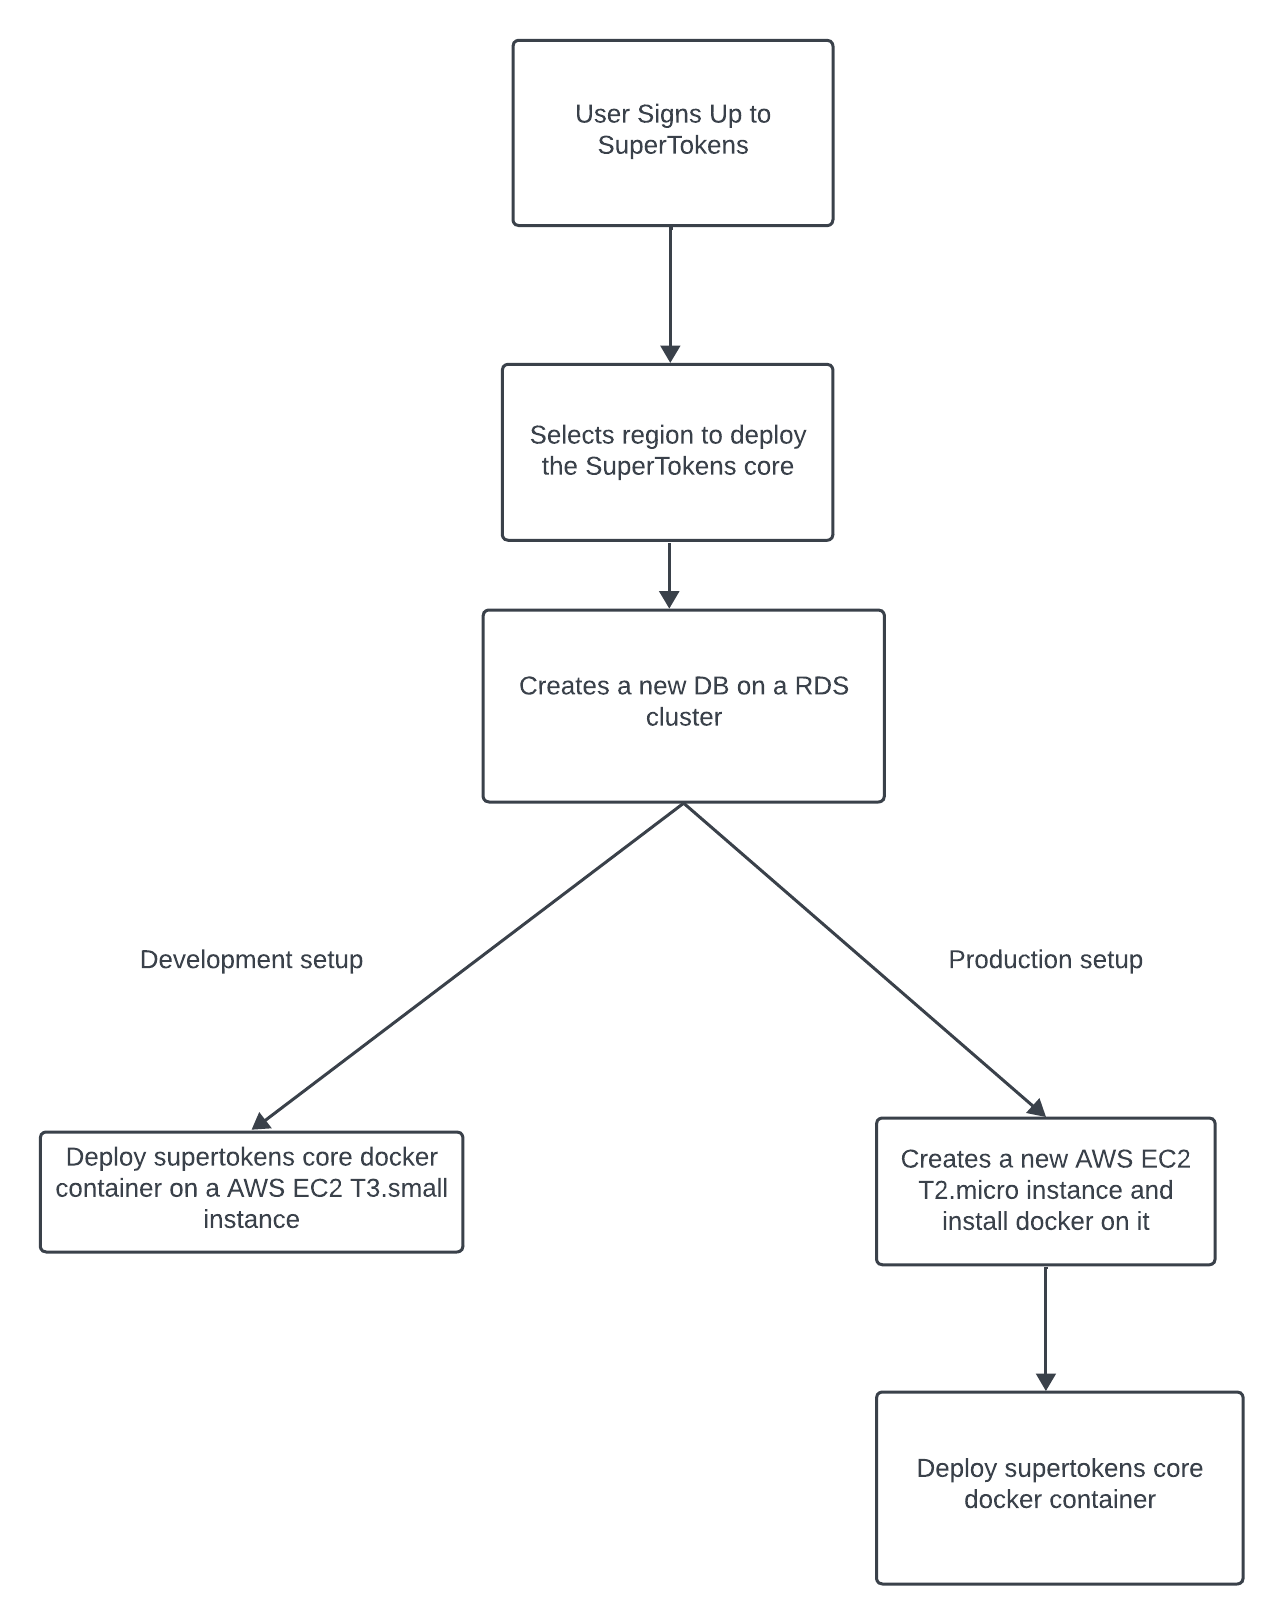 User Signs Up to
SuperTokens
Selects region to deploy
the SuperTokens core
Creates a new DB on a RDS
cluster
Development setup
Production setup
Deploy supertokens core docker
container on a AWS EC2 T3.small
instance
Creates a new AWS EC2
T2.micro instance and
install docker on it
Deploy supertokens core
docker container